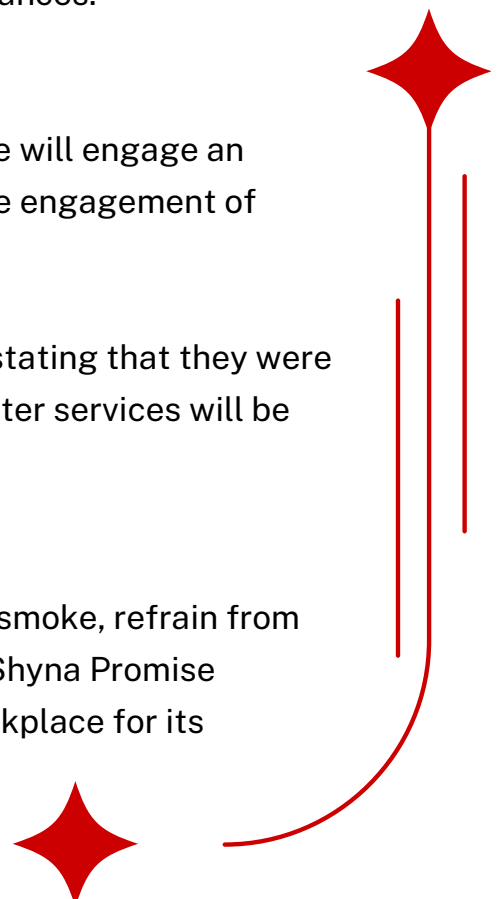 e will engage an
e engagement of
stating that they were
ter services will be
smoke, refrain from
Shyna Promise
kplace for its